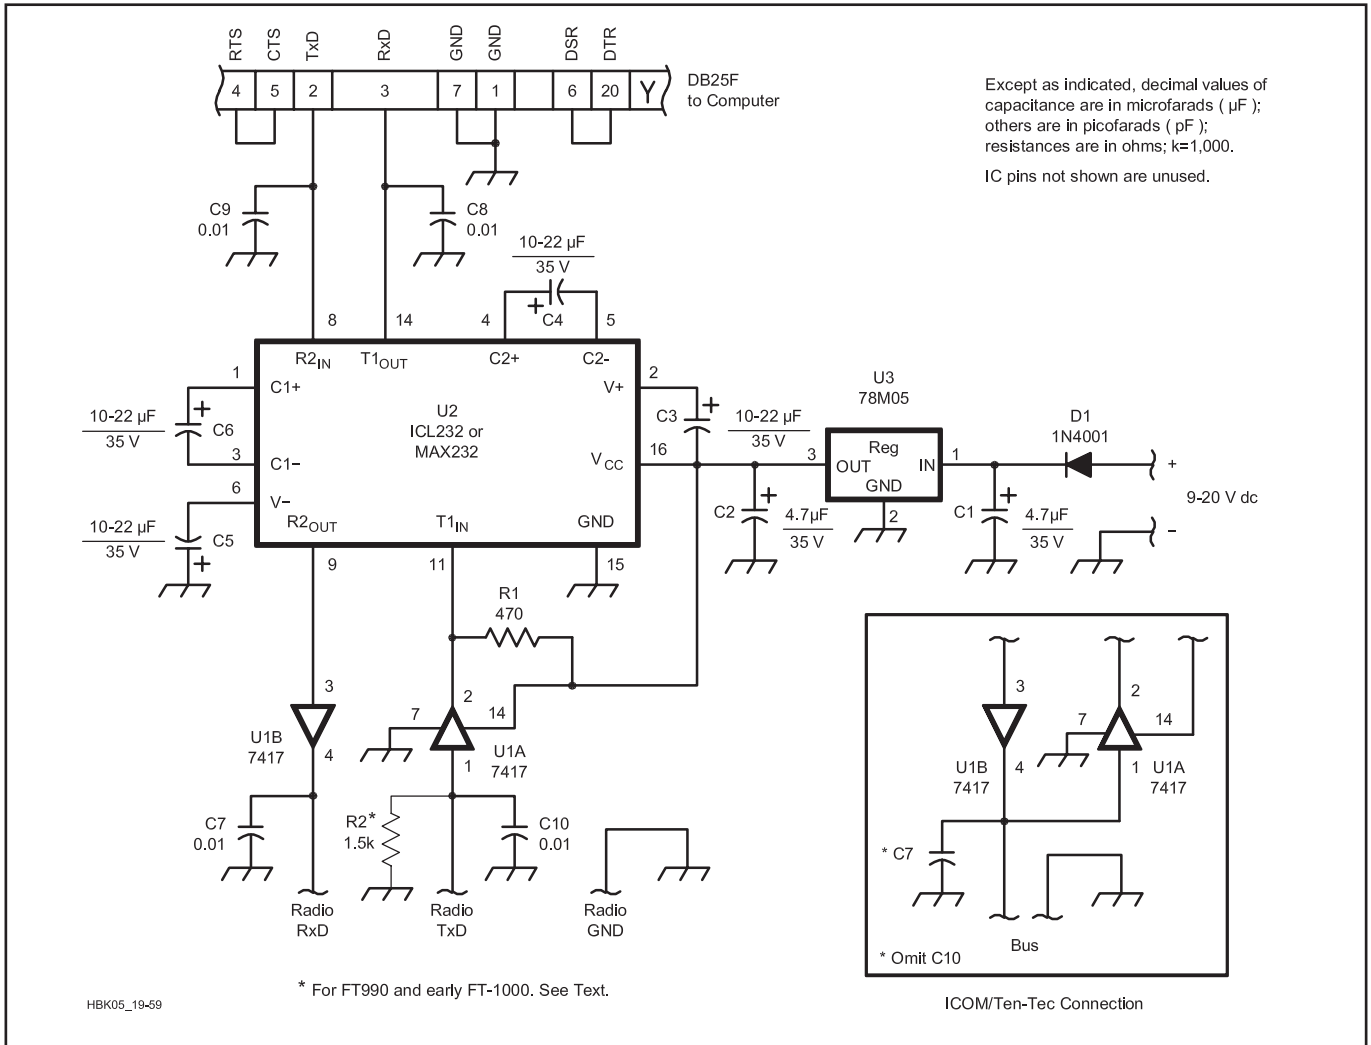 RTS CTS TxD RxD GND GND DSR DTR
4 5 2 3 7 1 6 20 Y
DB25F
to Computer
Except as indicated, decimal values of
capacitance are in microfarads ( µF );
others are in picofarads ( pF );
resistances are in ohms; k=1,000.
IC pins not shown are unused.
C9
0.01
C8
0.01
10-22 µF
35 V
+ C4
8 14 4 5
R2IN T1OUT C2+ C2-
1 C1+
10-22 µF
35 V
+ C6
3 C1–
6 V–
10-22 µF
35 V
C5 +
U2
ICL232 or
MAX232
V+ 2
C3 +
10-22 µF
35 V
VCC 16
R2OUT T1IN GND
9 11 15
U3
78M05
Reg
3 OUT IN 1
GND
2
D1
1N4001
+
9-20 V dc
–
C2 +
4.7µF
35 V
C1 +
4.7µF
35 V
R1
470
3
U1B
7417
4
2
7 14
U1A
7417
1
C7
0.01
R2*
1.5k
C10
0.01
Radio
RxD
Radio
TxD
Radio
GND
3 2
7 14
U1B
7417
4 1
U1A
7417
* C7
Bus
* Omit C10
* For FT990 and early FT-1000. See Text.
ICOM/Ten-Tec Connection
HBK05_19-59